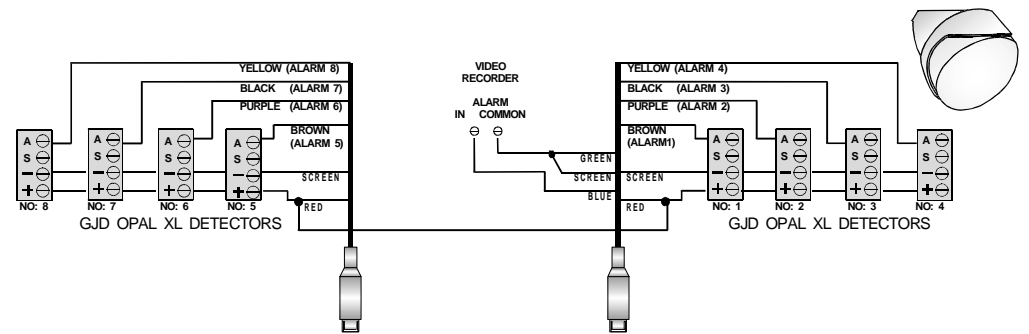 YELLOW (ALARM 8)
BLACK (ALARM 7)
PURPLE (ALARM 6)
BROWN
(ALARM 5)
SCREEN
RED
A
S
–
+
NO: 8
A
S
–
+
NO: 7
A
S
–
+
NO: 6
A
S
–
+
NO: 5
GJD OPAL XL DETECTORS
VIDEO
RECORDER
ALARM
IN COMMON
GREEN
SCREEN
BLUE
YELLOW (ALARM 4)
BLACK (ALARM 3)
PURPLE (ALARM 2)
BROWN
(ALARM1)
SCREEN
RED
A
S
–
+
NO: 1
A
S
–
+
NO: 2
A
S
–
+
NO: 3
A
S
–
+
NO: 4
GJD OPAL XL DETECTORS